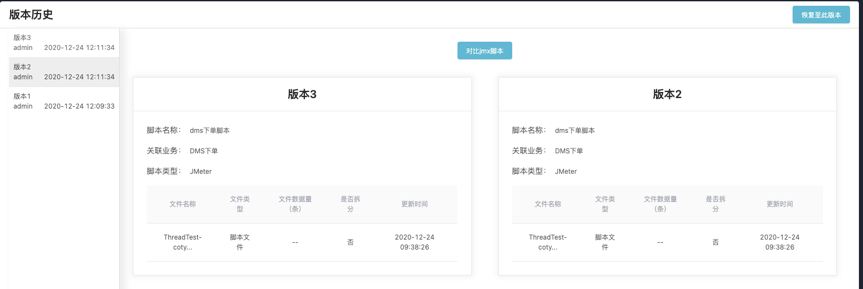 版本历史
恢复至此版本
版本3
admin 2020-12-24 12:11:34
版本2
admin 2020-12-24 12:11:34
版本1
admin 2020-12-24 12:09:33
对比jmx脚本
版本3
脚本名称： dms下单脚本
关联业务： DMS下单
脚本类型： JMeter
文件名称 文件类型 文件数据量（条） 是否拆分 更新时间
ThreadTest-coty... 脚本文件 -- 否 2020-12-24 09:38:26
版本2
脚本名称： dms下单脚本
关联业务： DMS下单
脚本类型： JMeter
文件名称 文件类型 文件数据量（条） 是否拆分 更新时间
ThreadTest-coty... 脚本文件 -- 否 2020-12-24 09:38:26